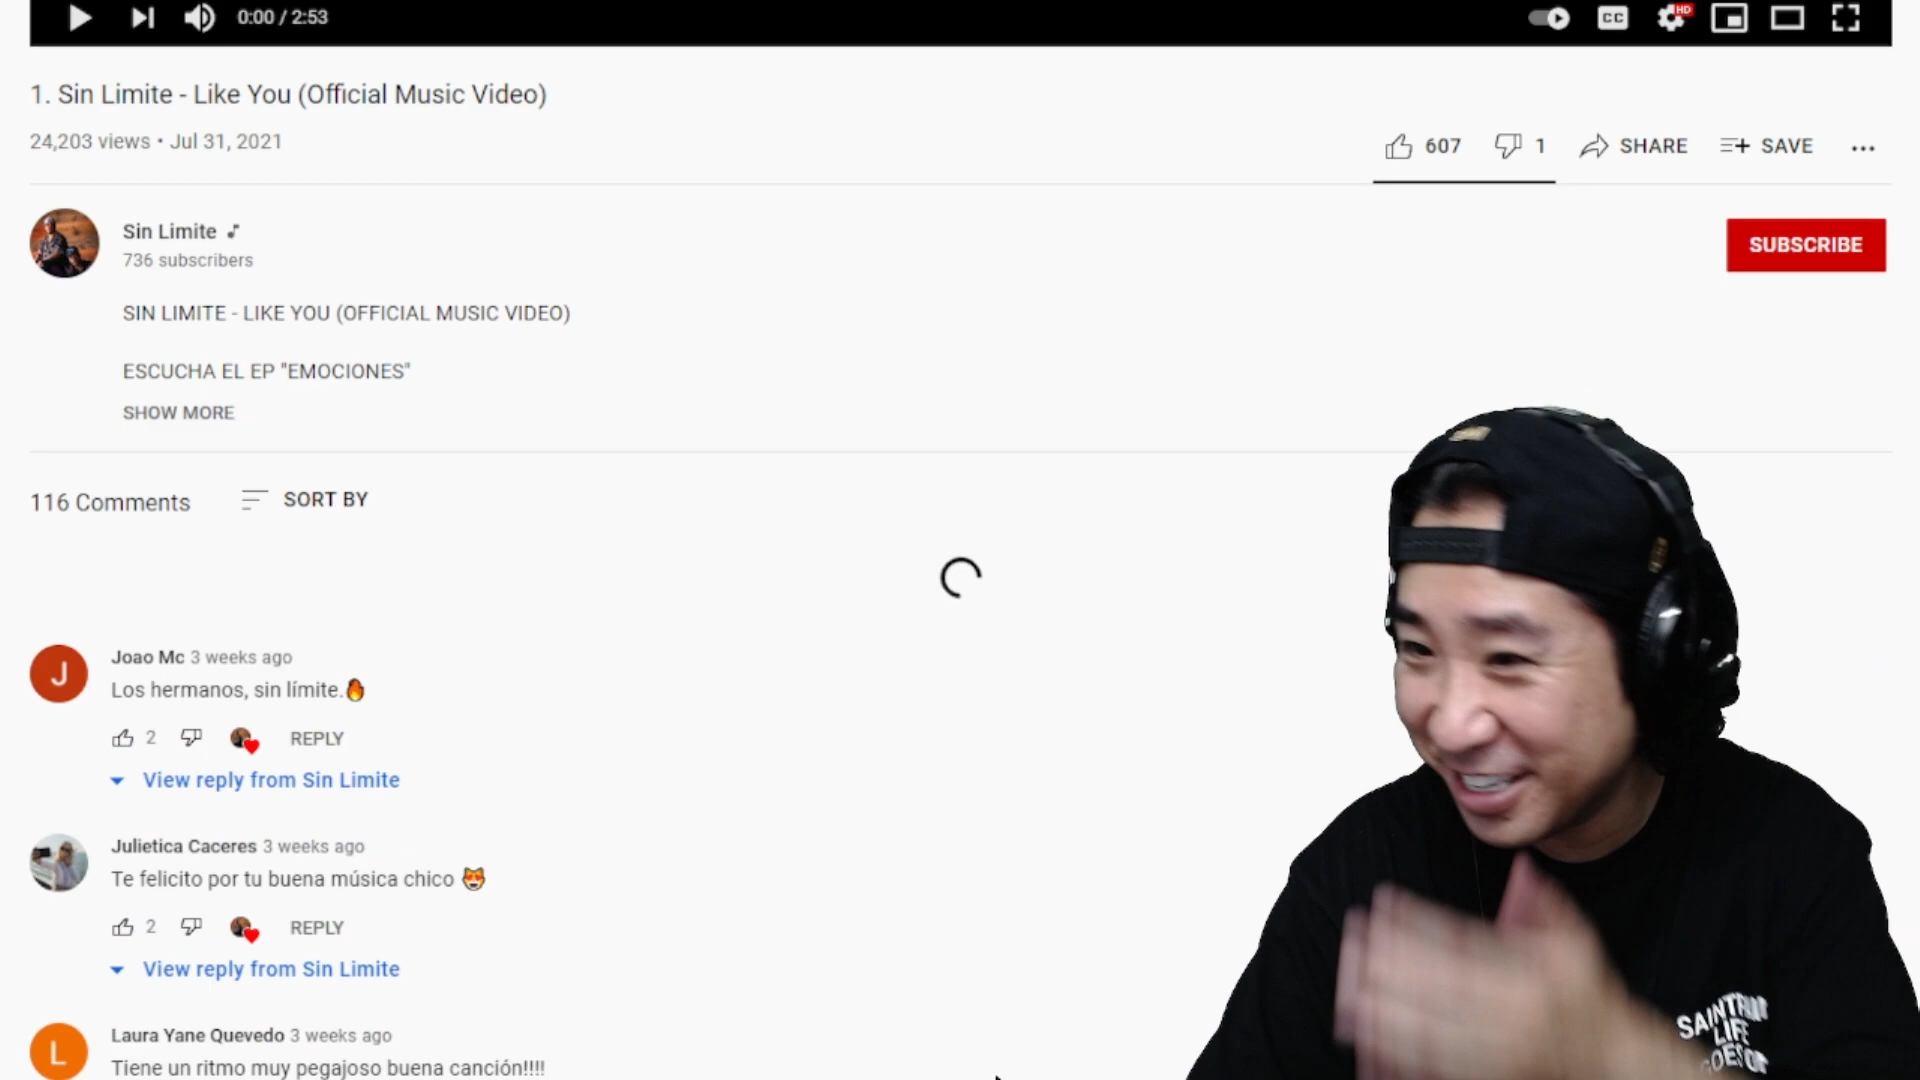 0:00 / 2:53
CC
HD
1. Sin Limite - Like You (Official Music Video)
24,203 views • Jul 31, 2021
607
1
SHARE
SAVE
Sin Limite
736 subscribers
SUBSCRIBE
SIN LIMITE - LIKE YOU (OFFICIAL MUSIC VIDEO)
ESCUCHA EL EP "EMOCIONES"
SHOW MORE
116 Comments
SORT BY
J
Joao Mc 3 weeks ago
Los hermanos, sin límite.🔥
2
REPLY
View reply from Sin Limite
Julietica Caceres 3 weeks ago
Te felicito por tu buena música chico 😻
2
REPLY
View reply from Sin Limite
L
Laura Yane Quevedo 3 weeks ago
Tiene un ritmo muy pegajoso buena canción!!!!
LIFE